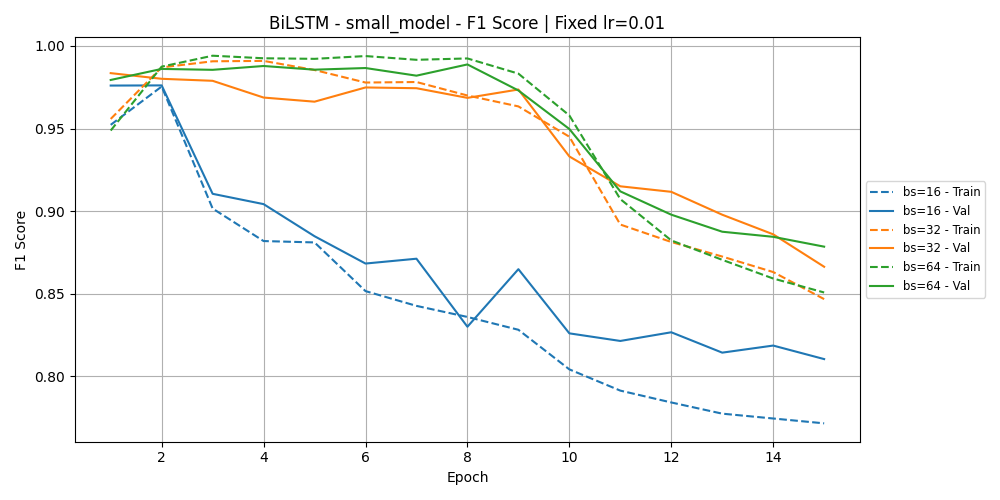 BiLSTM - small_model - F1 Score | Fixed lr=0.01
F1 Score
1.00
0.95
0.90
0.85
0.80
2
4
6
8
10
12
14
Epoch
bs=16 - Train
bs=16 - Val
bs=32 - Train
bs=32 - Val
bs=64 - Train
bs=64 - Val